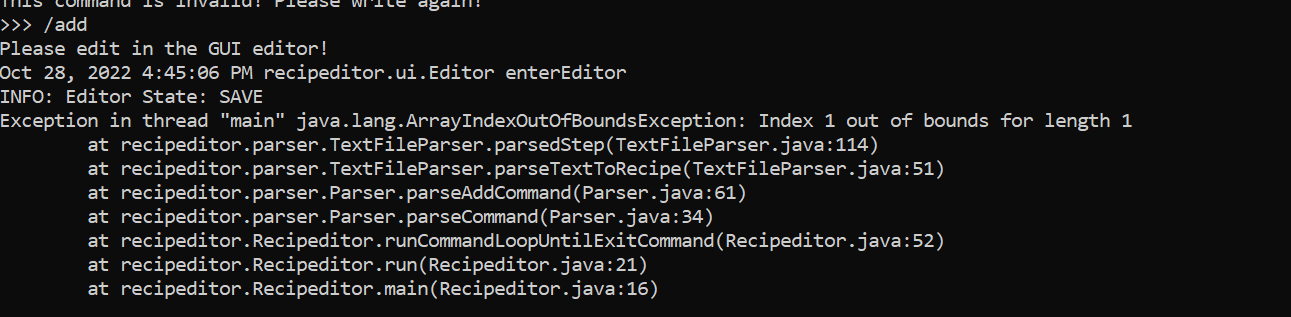 This command is invalid! Please write again!
>>> /add
Please edit in the GUI editor!
Oct 28, 2022 4:45:06 PM recipeditor.ui.Editor enterEditor
INFO: Editor State: SAVE
Exception in thread "main" java.lang.ArrayIndexOutOfBoundsException: Index 1 out of bounds for length 1
        at recipeditor.parser.TextFileParser.parsedStep(TextFileParser.java:114)
        at recipeditor.parser.TextFileParser.parseTextToRecipe(TextFileParser.java:51)
        at recipeditor.parser.Parser.parseAddCommand(Parser.java:61)
        at recipeditor.parser.Parser.parseCommand(Parser.java:34)
        at recipeditor.Recipeditor.runCommandLoopUntilExitCommand(Recipeditor.java:52)
        at recipeditor.Recipeditor.run(Recipeditor.java:21)
        at recipeditor.Recipeditor.main(Recipeditor.java:16)